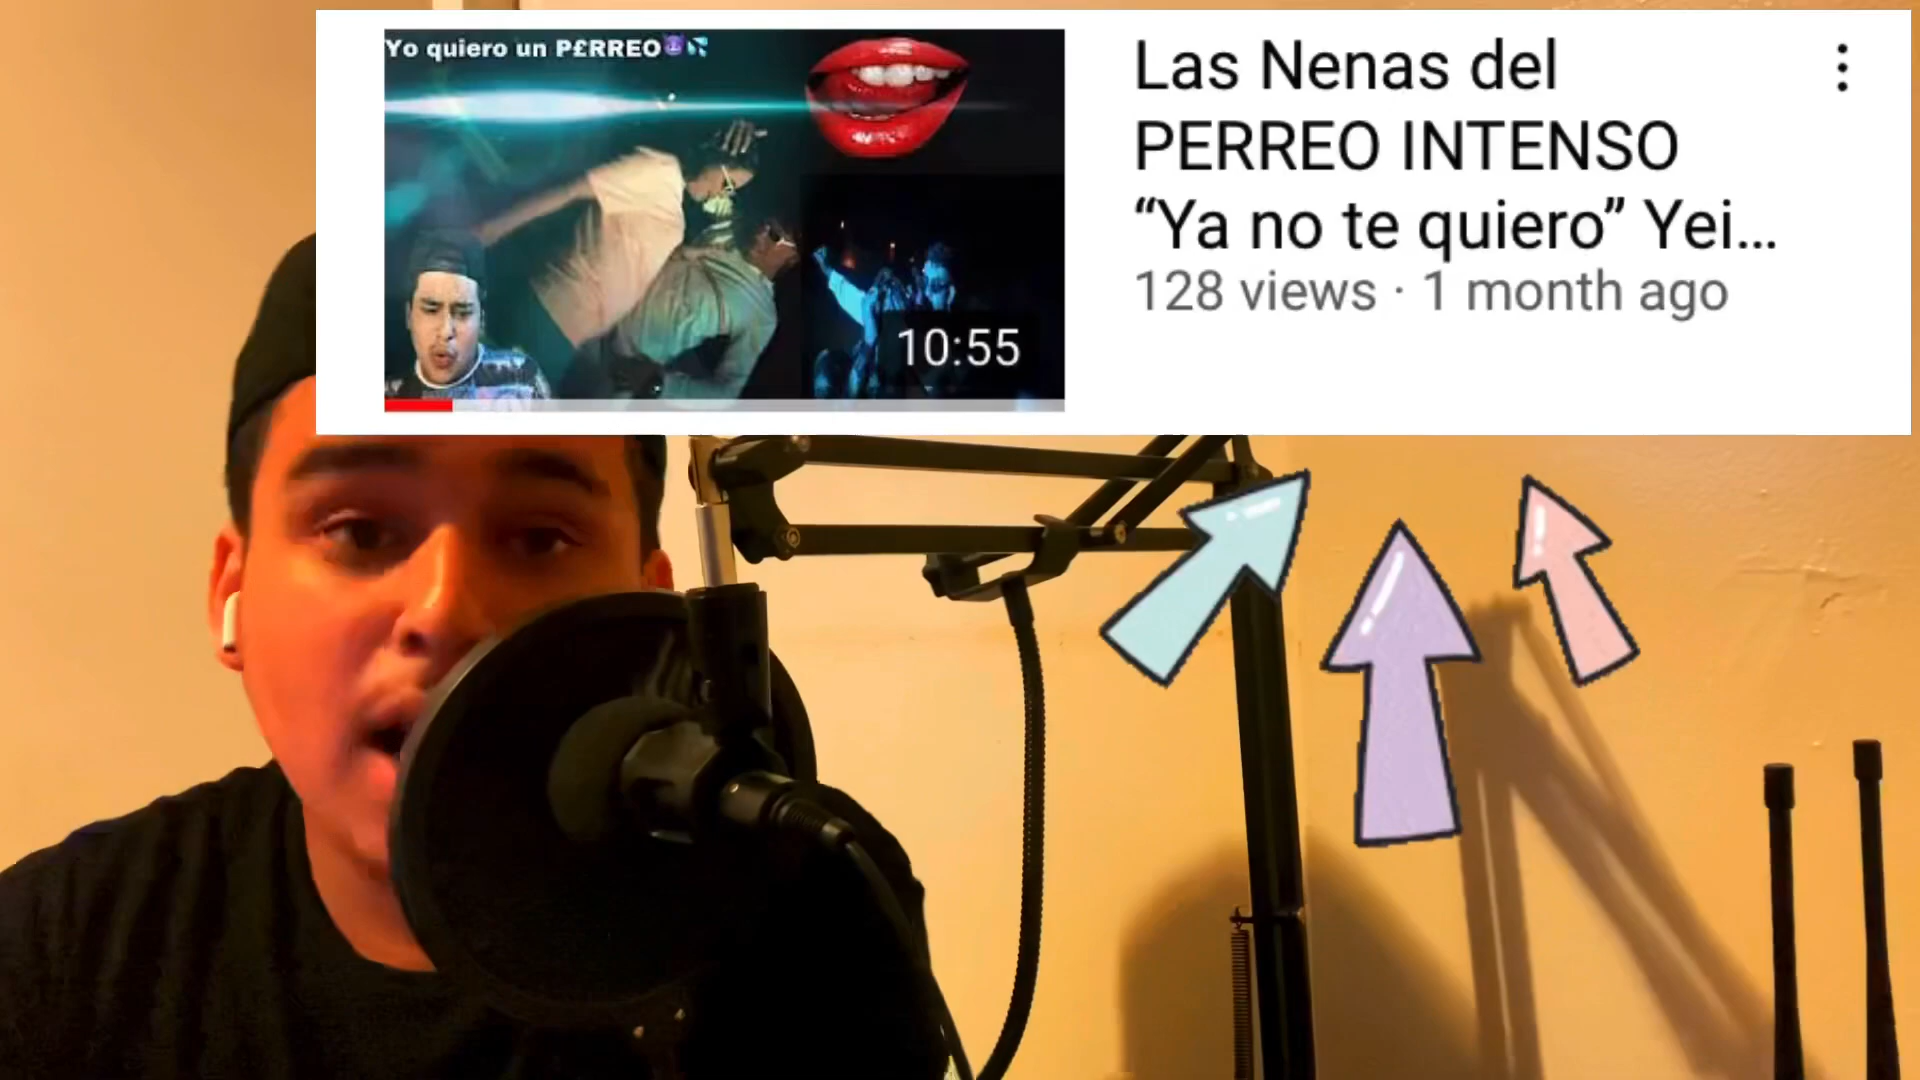 Yo quiero un P£RREO😈💦
10:55
Las Nenas del
PERREO INTENSO
“Ya no te quiero” Yei...
128 views · 1 month ago